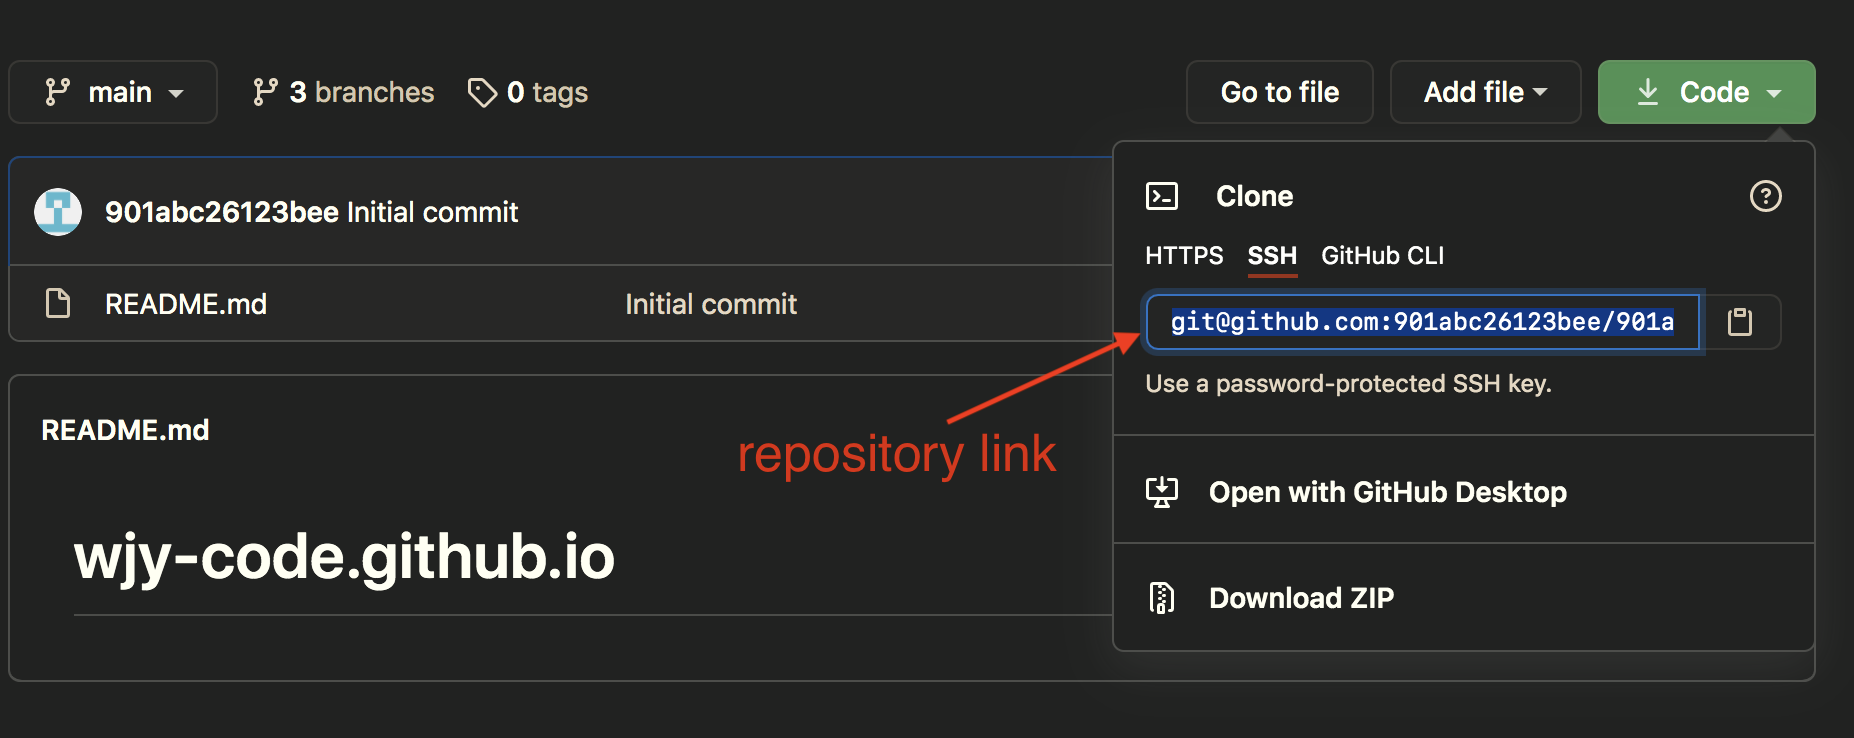 main 3 branches 0 tags Go to file Add file Code
901abc26123bee Initial commit
README.md Initial commit
Clone
HTTPS SSH GitHub CLI
git@github.com:901abc26123bee/901a
Use a password-protected SSH key.
repository link
README.md
wjy-code.github.io
Open with GitHub Desktop
Download ZIP